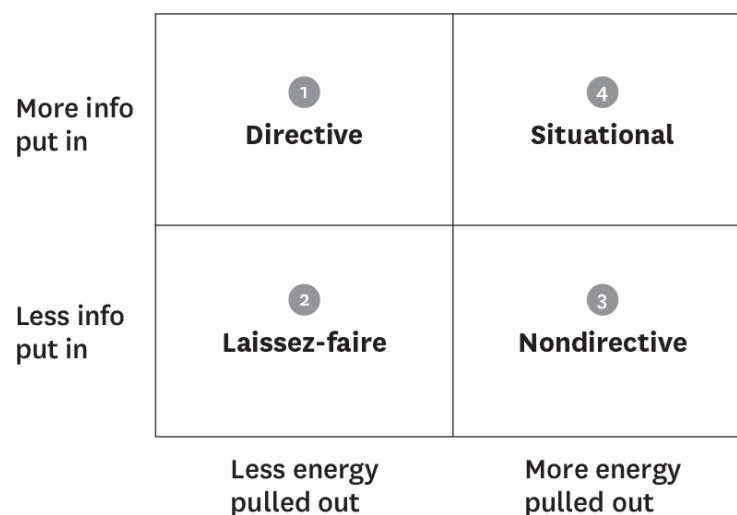 More info
put in
1
Directive
4
Situational
Less info
put in
2
Laissez-faire
3
Nondirective
Less energy
pulled out
More energy
pulled out